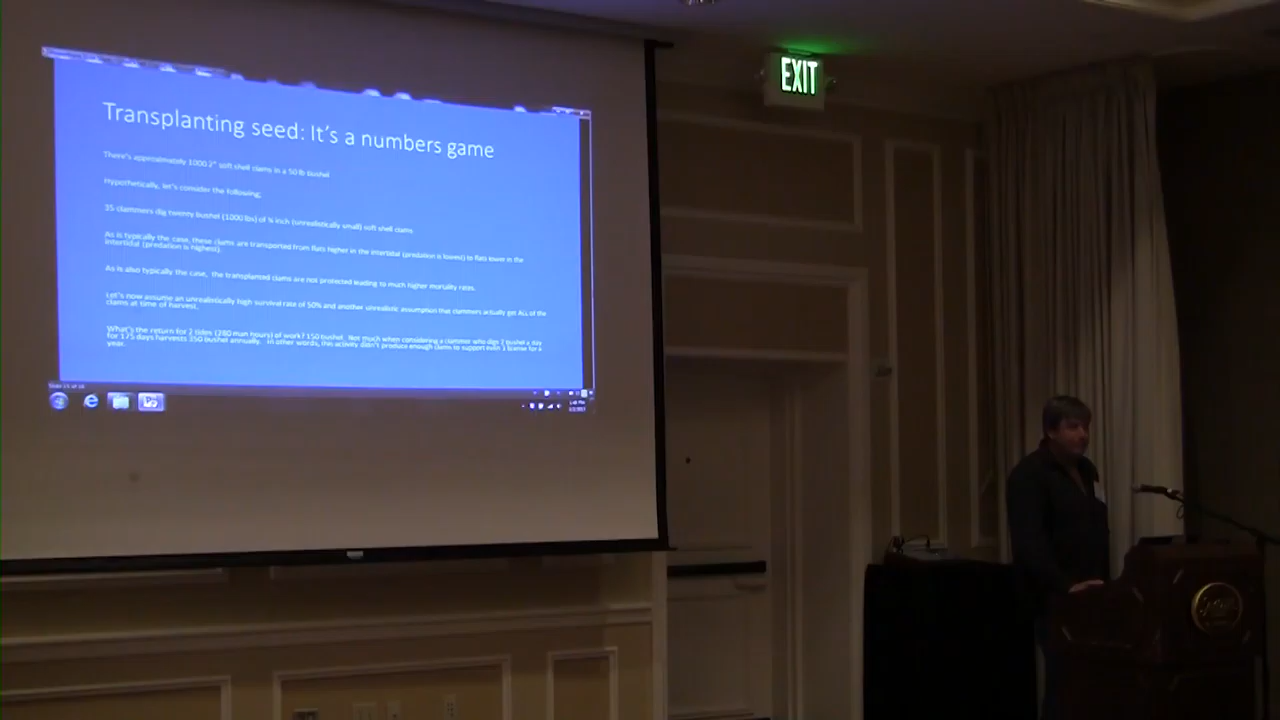 EXIT
Transplanting seed: It's a numbers game
There's approximately 1000 2" soft shell clams in a 50 lb bushel
Hypothetically, let's consider the following;
35 clammers dig twenty bushel (1000 lbs) of ¾ inch (unrealistically small) soft shell clams
As is typically the case, these clams are transported from flats higher in the intertidal (predation is lowest) to flats lower in the
intertidal (predation is highest).
As is also typically the case, the transplanted clams are not protected leading to much higher mortality rates.
Let's now assume an unrealistically high survival rate of 50% and another unrealistic assumption that clammers actually get ALL of the
clams at time of harvest.
What's the return for 2 tides (280 man hours) of work? 150 bushel. Not much when considering a clammer who digs 2 bushel a day
for 175 days harvests 350 bushel annually. In other words, this activity didn't produce enough clams to support even 1 license for a
year.